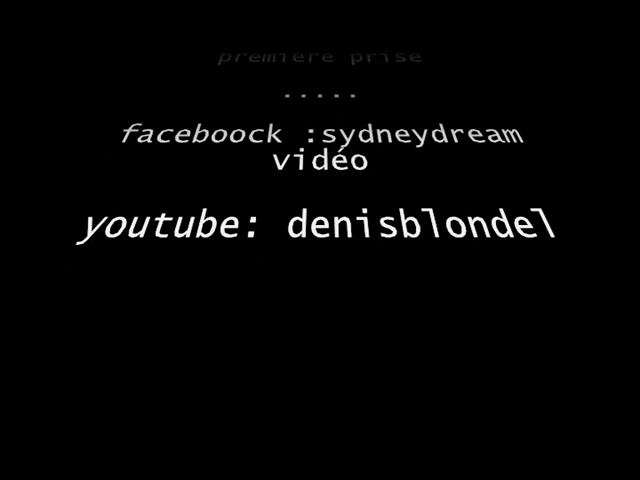 premiere prise
.....
faceboock :sydneydream
vidéo
youtube: denisblondel